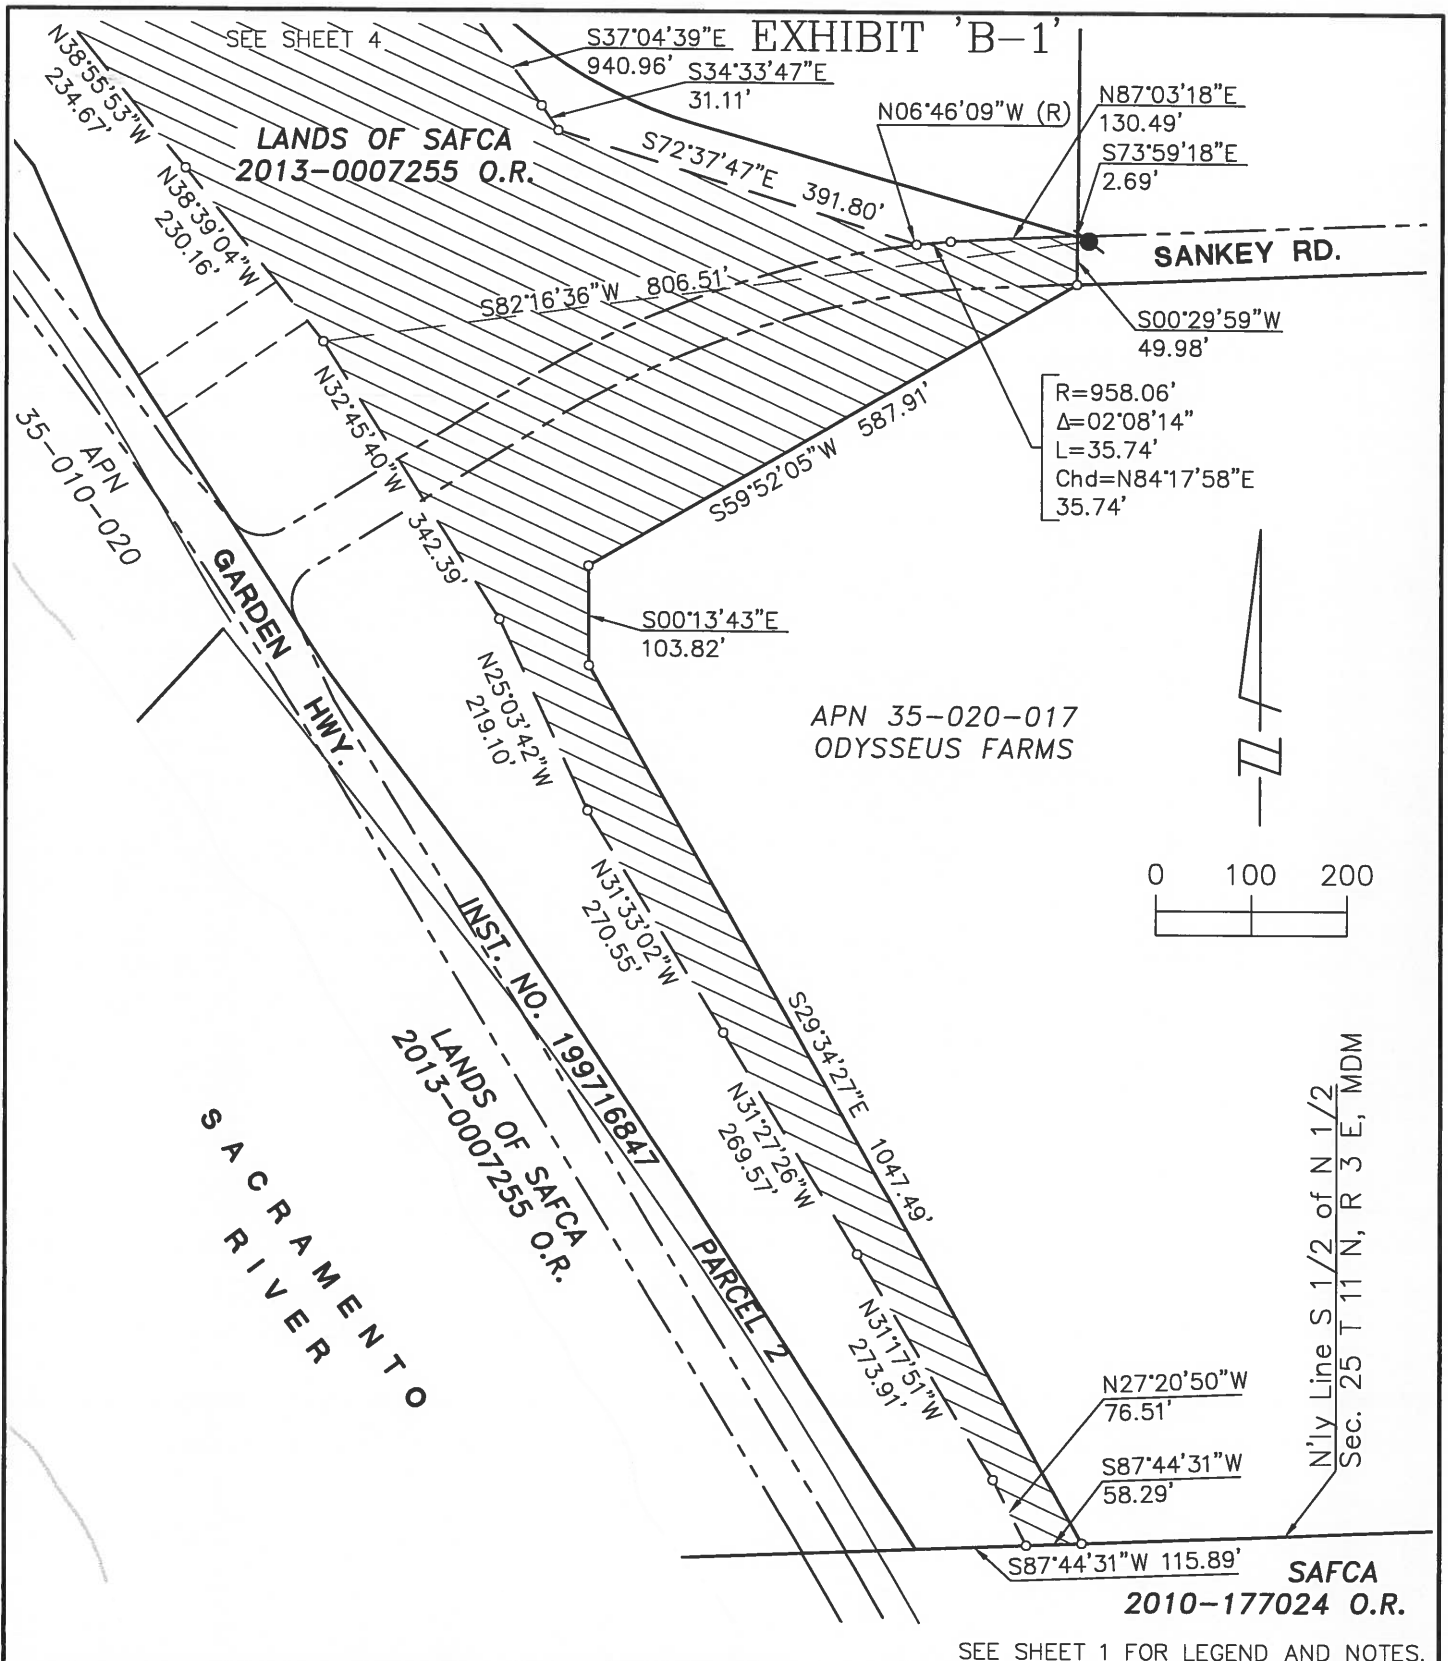 EXHIBIT 'B-1'
SEE SHEET 4
S37°04'39"E
940.96'
S34°33'47"E
31.11'
N38°55'53"W
234.67'
LANDS OF SAFCA
2013-0007255 O.R.
N06°46'09"W (R)
N87°03'18"E
130.49'
S73°59'18"E
2.69'
S72°37'47"E 391.80'
N38°39'04"W
230.16'
SANKEY RD.
S82°16'36"W 806.51'
S00°29'59"W
49.98'
R=958.06'
Δ=02°08'14"
L=35.74'
Chd=N84°17'58"E
35.74'
N32°45'40"W 342.39'
S59°52'05"W 587.91'
APN
35-010-020
GARDEN HWY.
S00°13'43"E
103.82'
N25°03'42"W
219.10'
APN 35-020-017
ODYSSEUS FARMS
N
0 100 200
N31°33'02"W
270.55'
INST. NO. 199716847
PARCEL 2
S29°34'27"E 1047.49'
LANDS OF SAFCA
2013-0007255 O.R.
N31°27'26"W
269.57'
SACRAMENTO
RIVER
N31°17'51"W
273.91'
N27°20'50"W
76.51'
S87°44'31"W
58.29'
N'ly Line S 1/2 of N 1/2
Sec. 25 T 11 N, R 3 E, MDM
S87°44'31"W 115.89'
SAFCA
2010-177024 O.R.
SEE SHEET 1 FOR LEGEND AND NOTES.